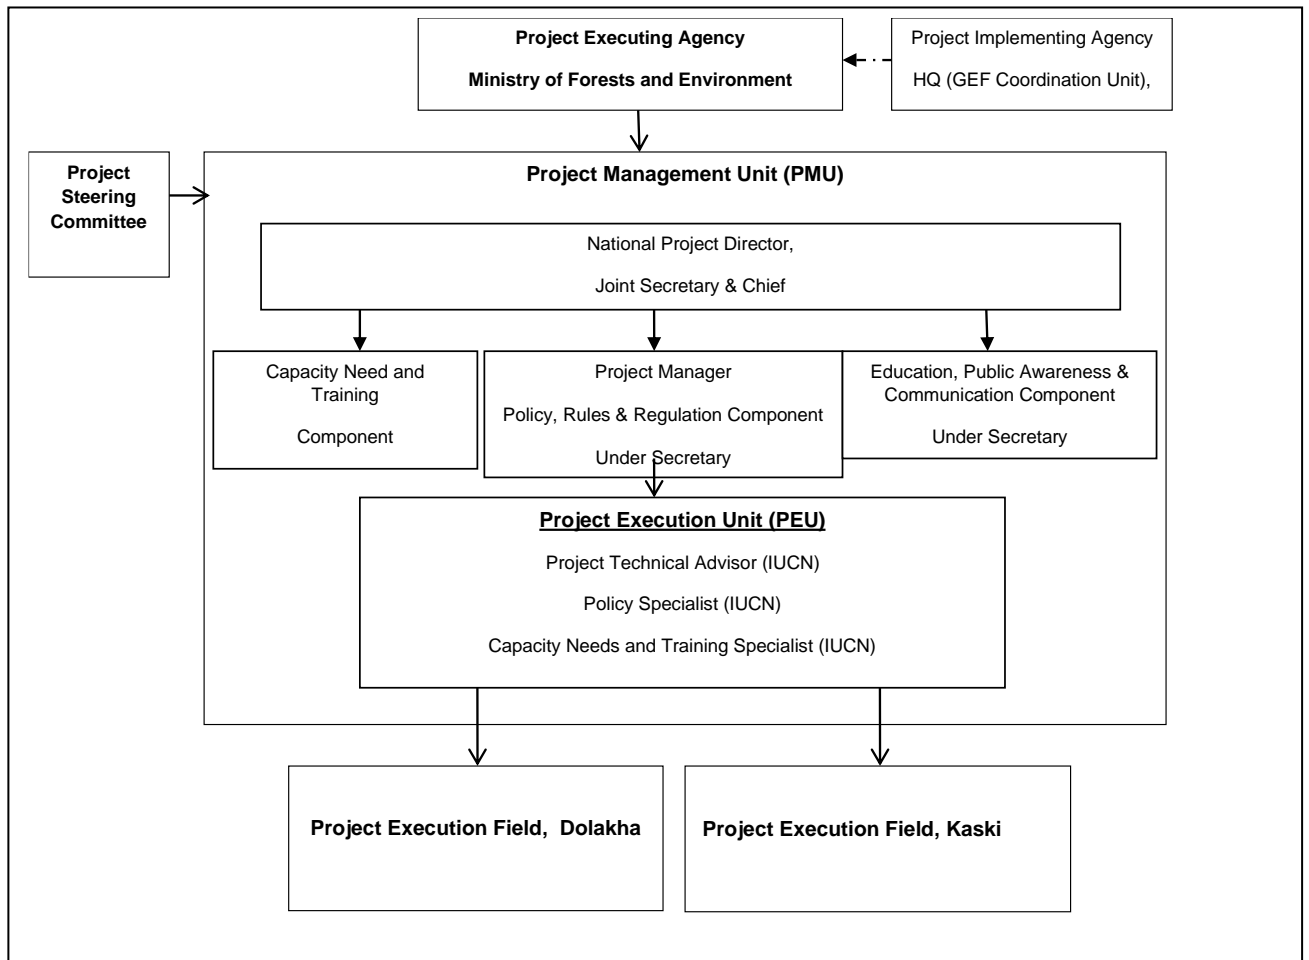 Project Executing Agency
Ministry of Forests and Environment
Project Implementing Agency
HQ (GEF Coordination Unit),
Project
Steering
Committee
Project Management Unit (PMU)
National Project Director,
Joint Secretary & Chief
Capacity Need and
Training
Component
Project Manager
Policy, Rules & Regulation Component
Under Secretary
Education, Public Awareness &
Communication Component
Under Secretary
Project Execution Unit (PEU)
Project Technical Advisor (IUCN)
Policy Specialist (IUCN)
Capacity Needs and Training Specialist (IUCN)
Project Execution Field, Dolakha
Project Execution Field, Kaski